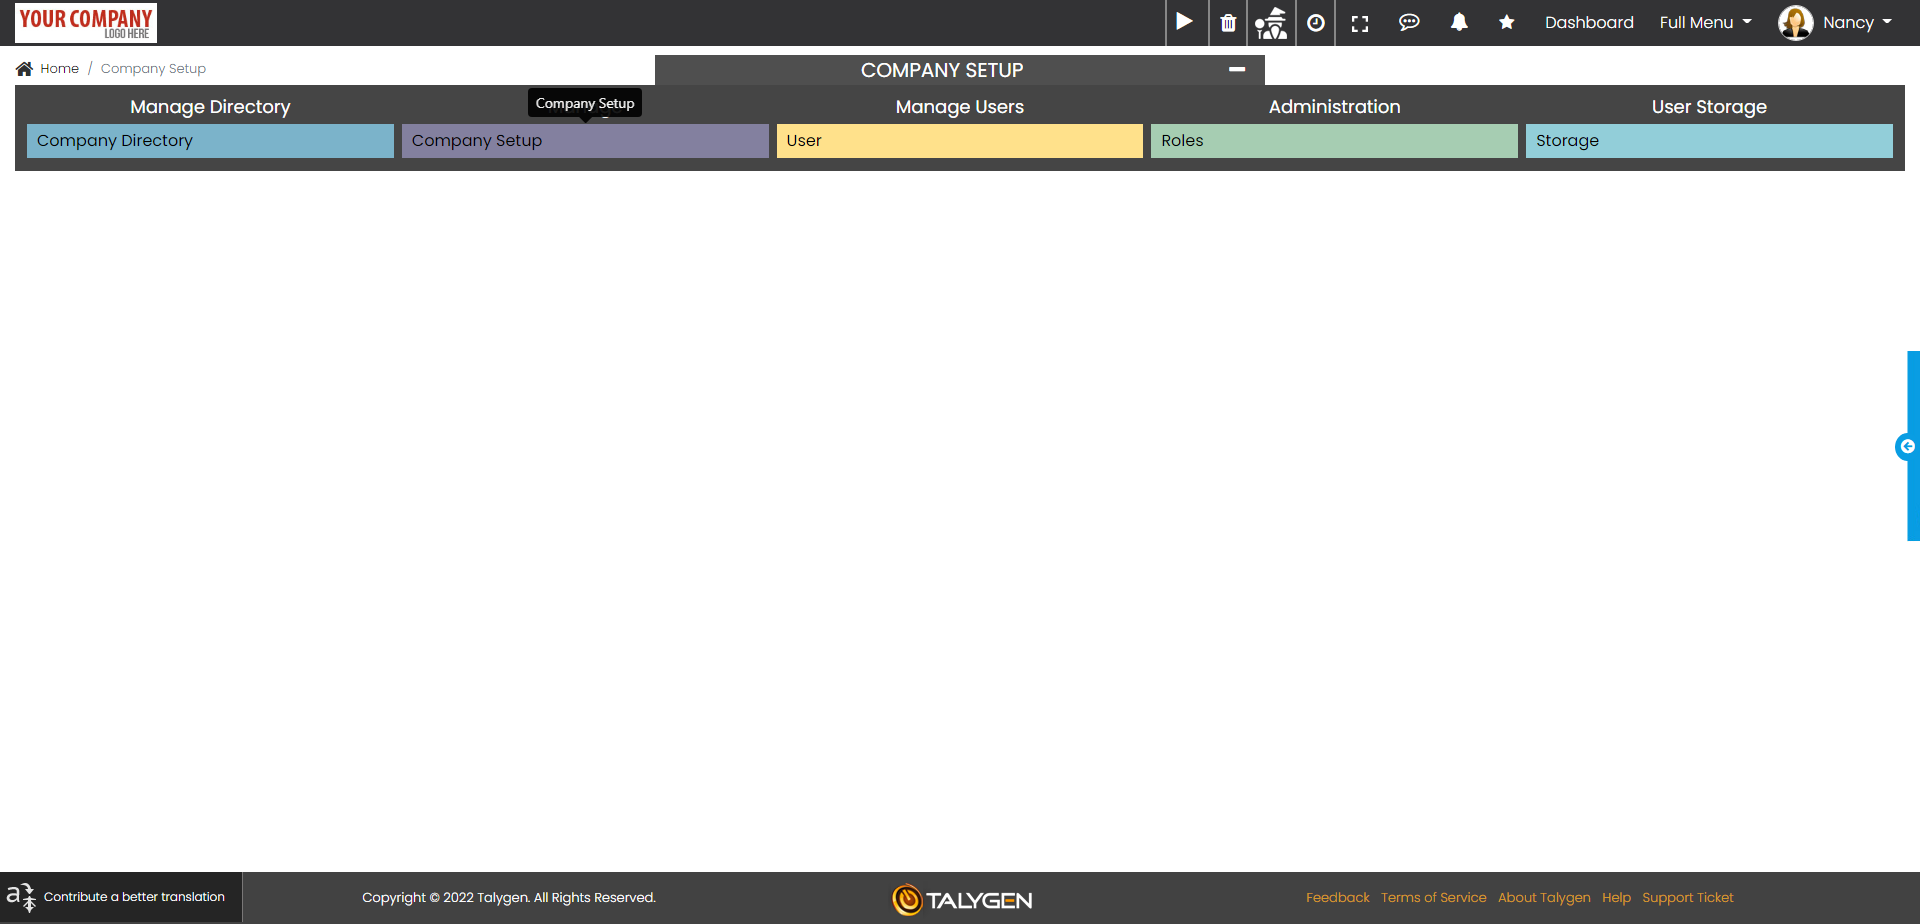 YOUR COMPANY
LOGO HERE
Dashboard
Full Menu
Nancy
Home / Company Setup
COMPANY SETUP
Manage Directory
Company Setup
Manage Users
Administration
User Storage
Company Directory
Company Setup
User
Roles
Storage
Contribute a better translation
Copyright © 2022 Talygen. All Rights Reserved.
TALYGEN
Feedback
Terms of Service
About Talygen
Help
Support Ticket